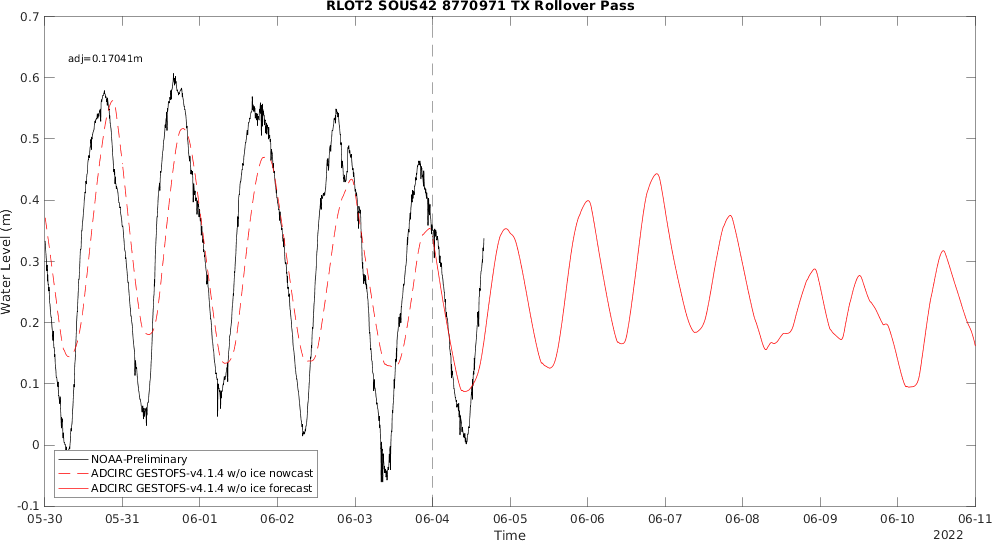 RLOT2 SOUS42 8770971 TX Rollover Pass
adj=0.17041m
0.7
0.6
0.5
0.4
0.3
0.2
0.1
0
-0.1
Water Level (m)
NOAA-Preliminary
ADCIRC GESTOFS-v4.1.4 w/o ice nowcast
ADCIRC GESTOFS-v4.1.4 w/o ice forecast
05-30 05-31 06-01 06-02 06-03 06-04 06-05 06-06 06-07 06-08 06-09 06-10 06-11
Time
2022